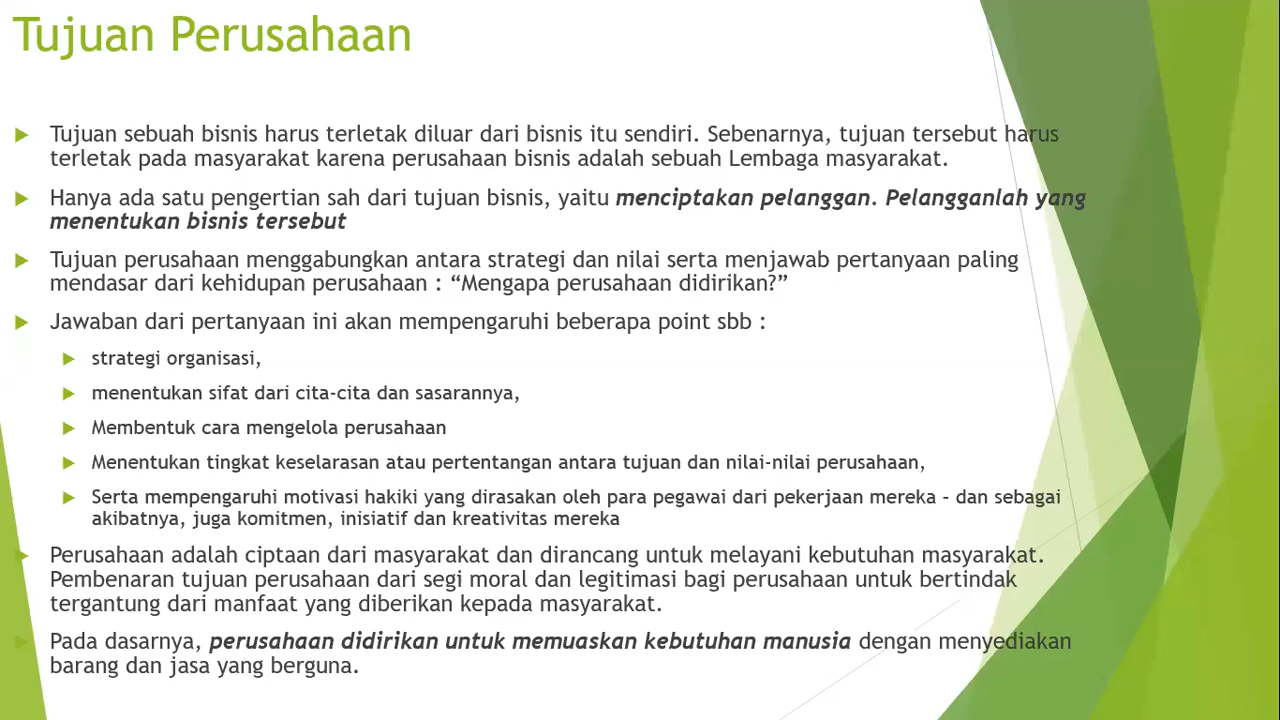 Tujuan Perusahaan
Tujuan sebuah bisnis harus terletak diluar dari bisnis itu sendiri. Sebenarnya, tujuan tersebut harus
terletak pada masyarakat karena perusahaan bisnis adalah sebuah Lembaga masyarakat.
Hanya ada satu pengertian sah dari tujuan bisnis, yaitu menciptakan pelanggan. Pelangganlah yang
menentukan bisnis tersebut
Tujuan perusahaan menggabungkan antara strategi dan nilai serta menjawab pertanyaan paling
mendasar dari kehidupan perusahaan : “Mengapa perusahaan didirikan?”
Jawaban dari pertanyaan ini akan mempengaruhi beberapa point sbb :
strategi organisasi,
menentukan sifat dari cita-cita dan sasarannya,
Membentuk cara mengelola perusahaan
Menentukan tingkat keselarasan atau pertentangan antara tujuan dan nilai-nilai perusahaan,
Serta mempengaruhi motivasi hakiki yang dirasakan oleh para pegawai dari pekerjaan mereka – dan sebagai
akibatnya, juga komitmen, inisiatif dan kreativitas mereka
Perusahaan adalah ciptaan dari masyarakat dan dirancang untuk melayani kebutuhan masyarakat.
Pembenaran tujuan perusahaan dari segi moral dan legitimasi bagi perusahaan untuk bertindak
tergantung dari manfaat yang diberikan kepada masyarakat.
Pada dasarnya, perusahaan didirikan untuk memuaskan kebutuhan manusia dengan menyediakan
barang dan jasa yang berguna.